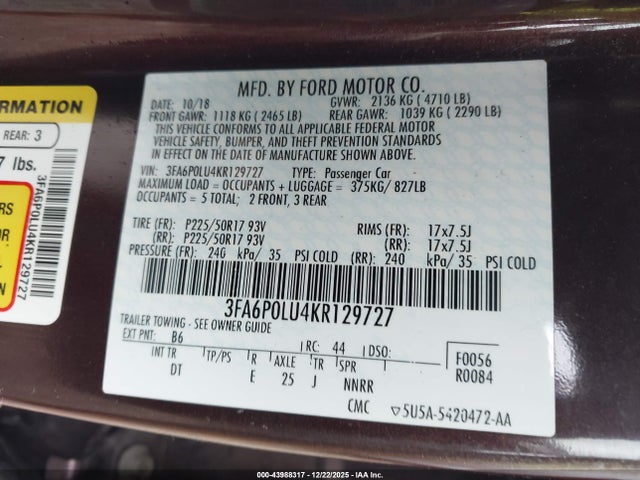 ORMATION
REAR: 3
7 lbs.
RS
OUR
ON
3FA6P0LU4KR129727
MFD. BY FORD MOTOR CO.
DATE: 10/18 GVWR: 2136 KG ( 4710 LB)
FRONT GAWR: 1118 KG ( 2465 LB) REAR GAWR: 1039 KG ( 2290 LB)
THIS VEHICLE CONFORMS TO ALL APPLICABLE FEDERAL MOTOR
VEHICLE SAFETY, BUMPER, AND THEFT PREVENTION STANDARDS
IN EFFECT ON THE DATE OF MANUFACTURE SHOWN ABOVE.
VIN: 3FA6P0LU4KR129727 TYPE: Passenger Car
MAXIMUM LOAD = OCCUPANTS + LUGGAGE = 375KG/ 827LB
OCCUPANTS = 5 TOTAL; 2 FRONT, 3 REAR
TIRE (FR): P225/50R17 93V RIMS (FR): 17x7.5J
(RR): P225/50R17 93V (RR): 17x7.5J
PRESSURE (FR): 240 kPa/ 35 PSI COLD (RR): 240 kPa/ 35 PSI COLD
3FA6P0LU4KR129727
TRAILER TOWING - SEE OWNER GUIDE
EXT PNT: B6 RC: 44 DSO: F0056
INT TR TP/PS R AXLE TR SPR R0084
DT E 25 J NNRR
CMC ▽5U5A-5420472-AA
000-43988317 - 12/22/2025 - IAA Inc.